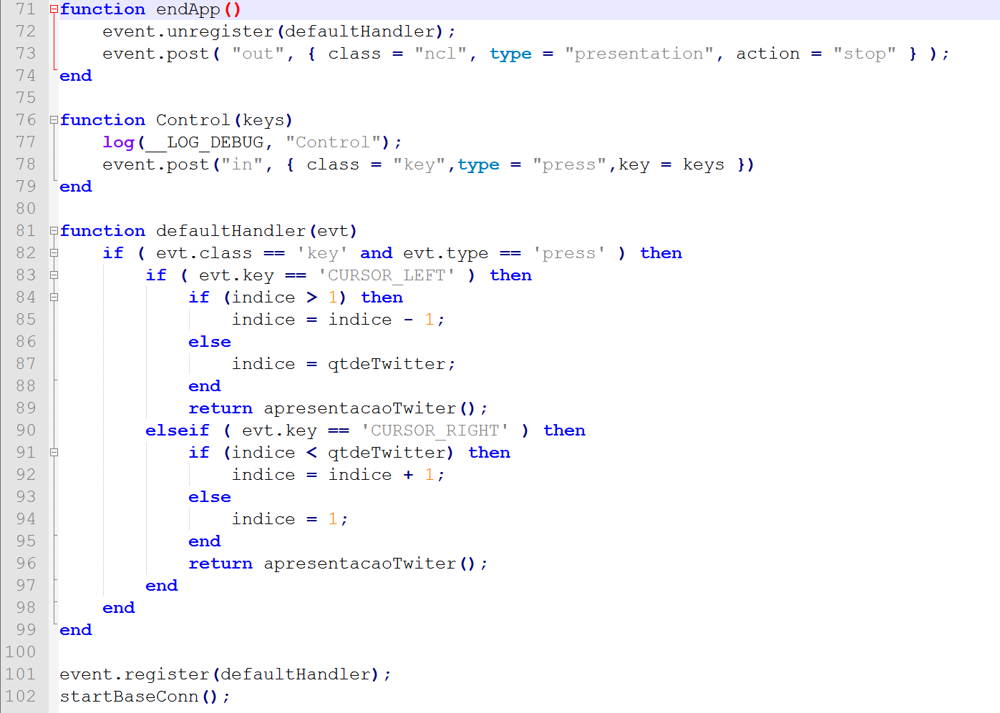 71 function endApp()
72     event.unregister(defaultHandler);
73     event.post( "out", { class = "ncl", type = "presentation", action = "stop" } );
74 end
75
76 function Control(keys)
77     log(__LOG_DEBUG, "Control");
78     event.post("in", { class = "key",type = "press",key = keys })
79 end
80
81 function defaultHandler(evt)
82     if ( evt.class == 'key' and evt.type == 'press' ) then
83         if ( evt.key == 'CURSOR_LEFT' ) then
84             if (indice > 1) then
85                 indice = indice - 1;
86             else
87                 indice = qtdeTwitter;
88             end
89             return apresentacaoTwiter();
90         elseif ( evt.key == 'CURSOR_RIGHT' ) then
91             if (indice < qtdeTwitter) then
92                 indice = indice + 1;
93             else
94                 indice = 1;
95             end
96             return apresentacaoTwiter();
97         end
98     end
99 end
100
101 event.register(defaultHandler);
102 startBaseConn();